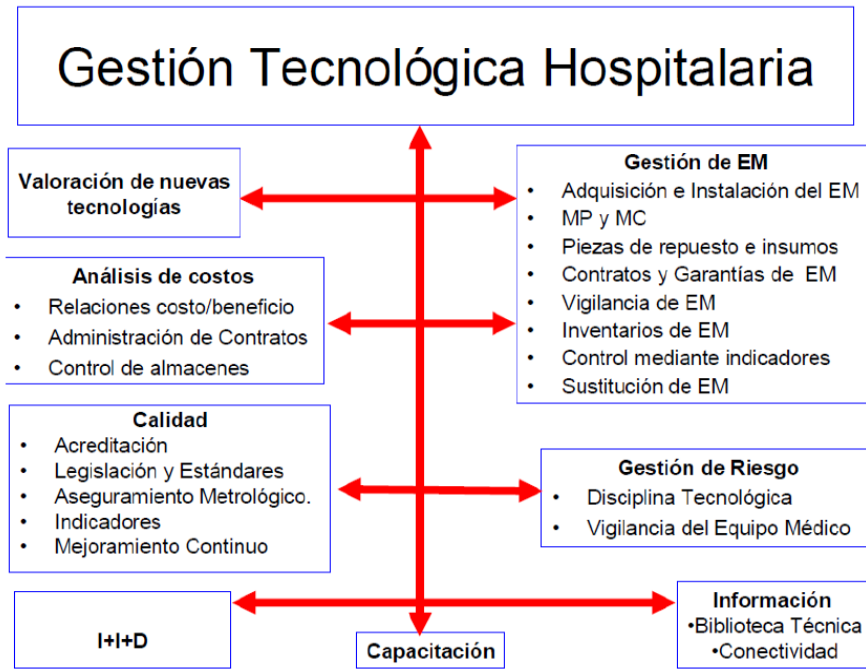 Gestión Tecnológica Hospitalaria
Valoración de nuevas
tecnologías
Gestión de EM
• Adquisición e Instalación del EM
• MP y MC
• Piezas de repuesto e insumos
• Contratos y Garantías de EM
• Vigilancia de EM
• Inventarios de EM
• Control mediante indicadores
• Sustitución de EM
Análisis de costos
• Relaciones costo/beneficio
• Administración de Contratos
• Control de almacenes
Calidad
• Acreditación
• Legislación y Estándares
• Aseguramiento Metrológico.
• Indicadores
• Mejoramiento Continuo
Gestión de Riesgo
• Disciplina Tecnológica
• Vigilancia del Equipo Médico
I+I+D
Capacitación
Información
•Biblioteca Técnica
•Conectividad